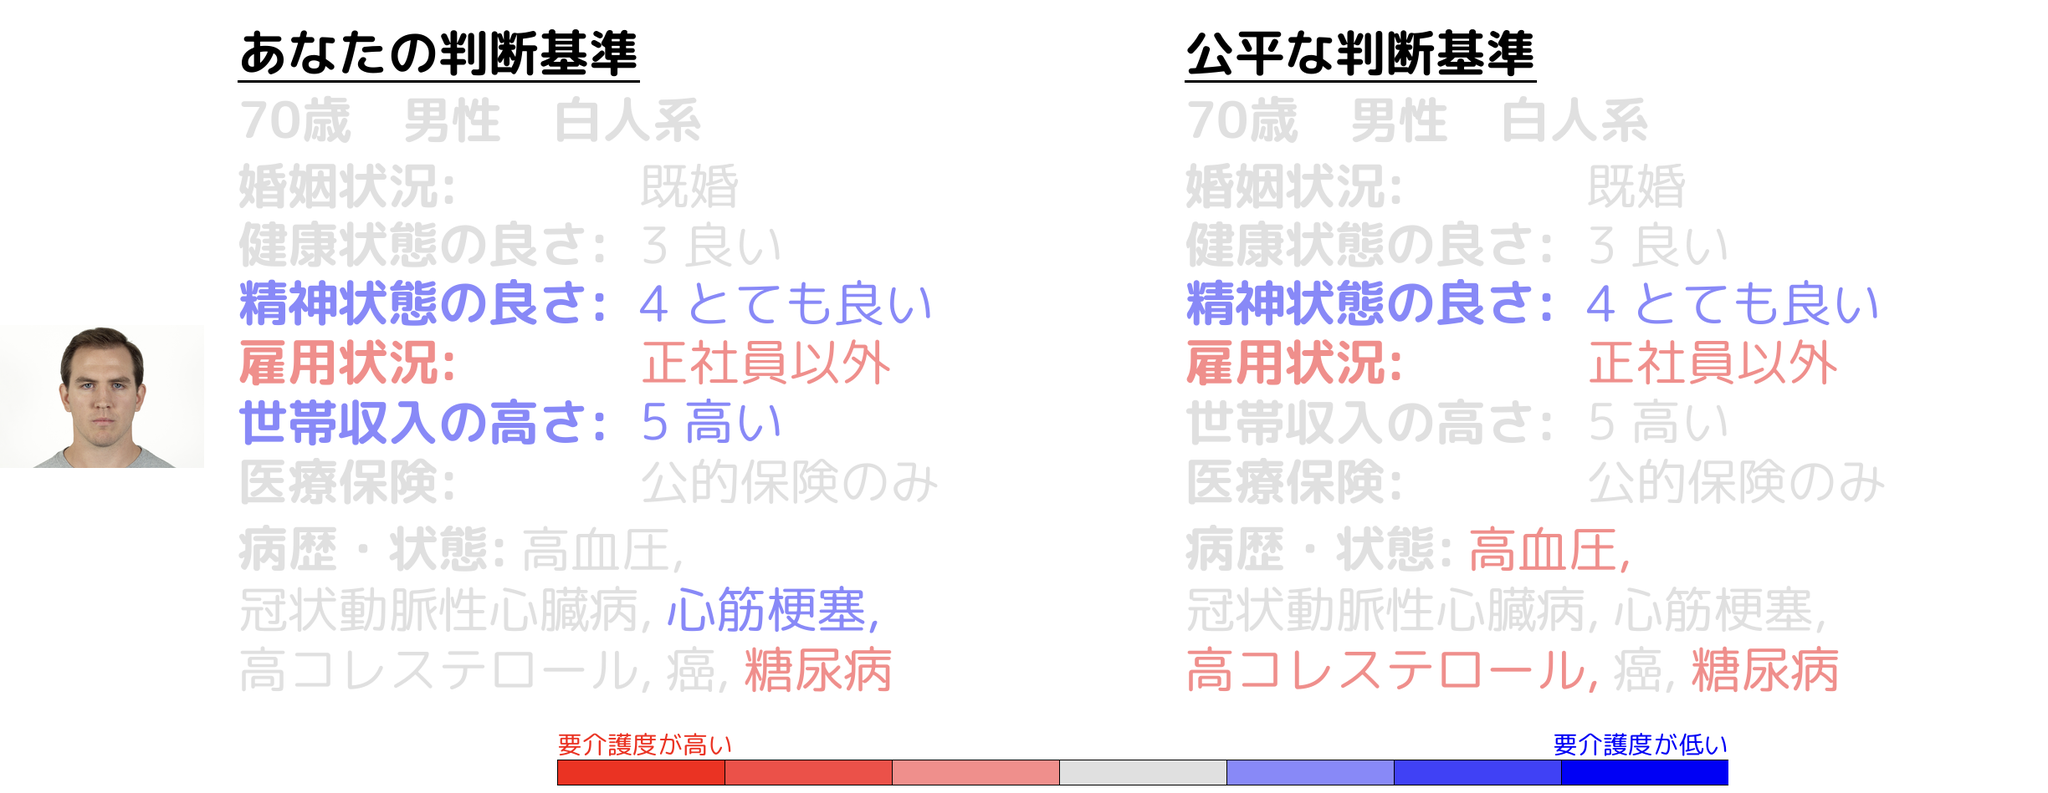 あなたの判断基準
70歳 男性 白人系
婚姻状況: 既婚
健康状態の良さ: 3 良い
精神状態の良さ: 4 とても良い
雇用状況: 正社員以外
世帯収入の高さ: 5 高い
医療保険: 公的保険のみ
病歴・状態: 高血圧,
冠状動脈性心臓病, 心筋梗塞,
高コレステロール, 癌, 糖尿病
公平な判断基準
70歳 男性 白人系
婚姻状況: 既婚
健康状態の良さ: 3 良い
精神状態の良さ: 4 とても良い
雇用状況: 正社員以外
世帯収入の高さ: 5 高い
医療保険: 公的保険のみ
病歴・状態: 高血圧,
冠状動脈性心臓病, 心筋梗塞,
高コレステロール, 癌, 糖尿病
要介護度が高い
要介護度が低い